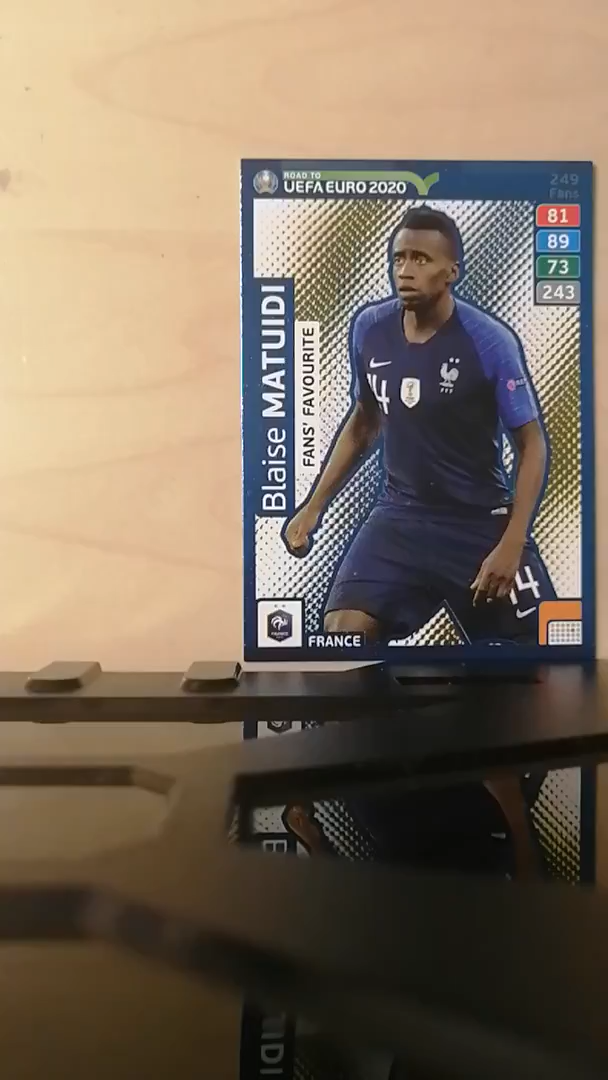 ROAD TO
UEFA EURO 2020
249
Fans
81
89
73
243
Blaise MATUIDI
FANS' FAVOURITE
14
14
FRANCE